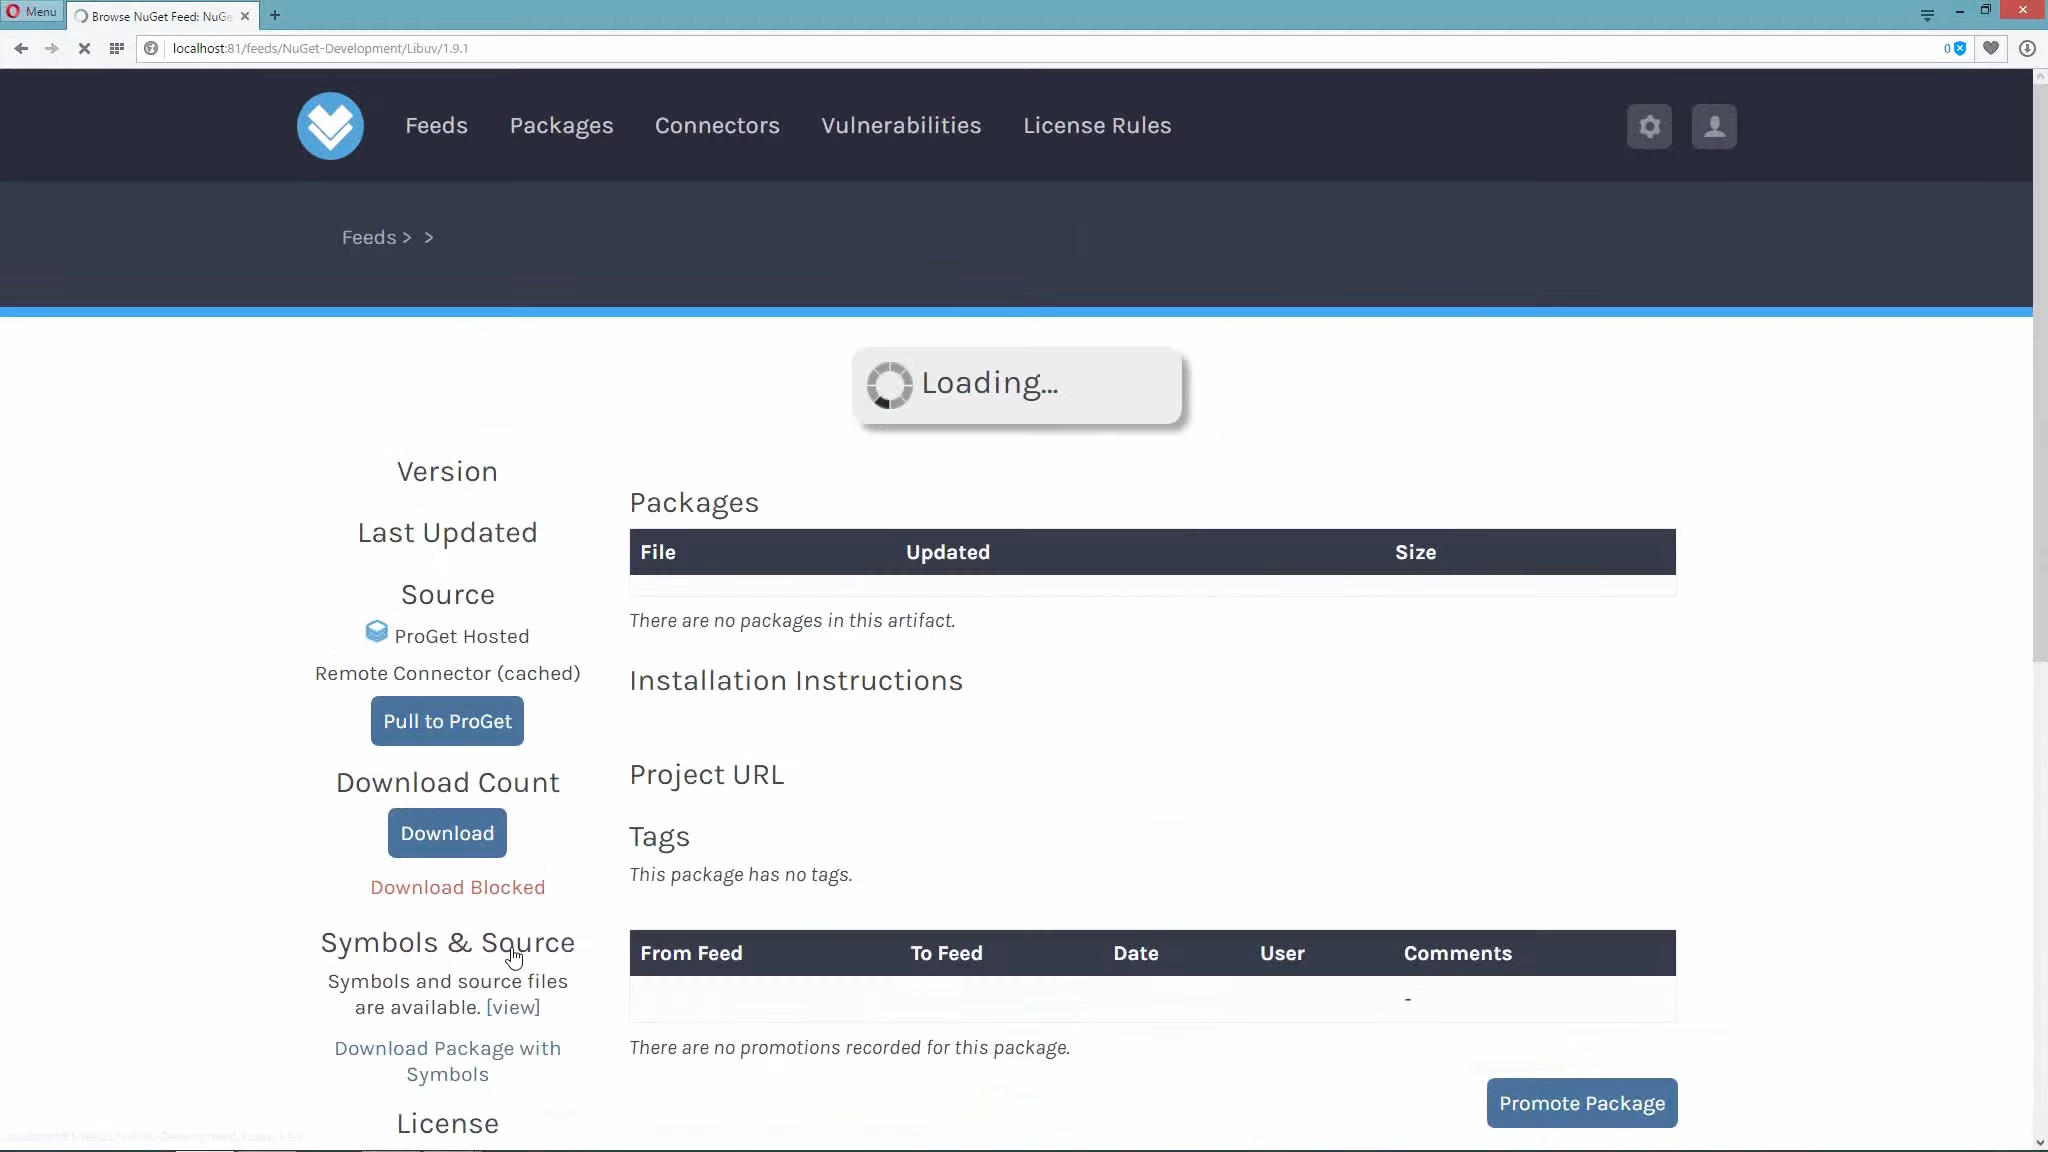 Menu
Browse NuGet Feed: NuGe
localhost:81/feeds/NuGet-Development/Libuv/1.9.1
0
Feeds
Packages
Connectors
Vulnerabilities
License Rules
Feeds > >
Loading...
Version
Last Updated
Source
ProGet Hosted
Remote Connector (cached)
Pull to ProGet
Download Count
Download
Download Blocked
Symbols & Source
Symbols and source files
are available. [view]
Download Package with
Symbols
License
Packages
File Updated Size
There are no packages in this artifact.
Installation Instructions
Project URL
Tags
This package has no tags.
From Feed To Feed Date User Comments
-
There are no promotions recorded for this package.
Promote Package